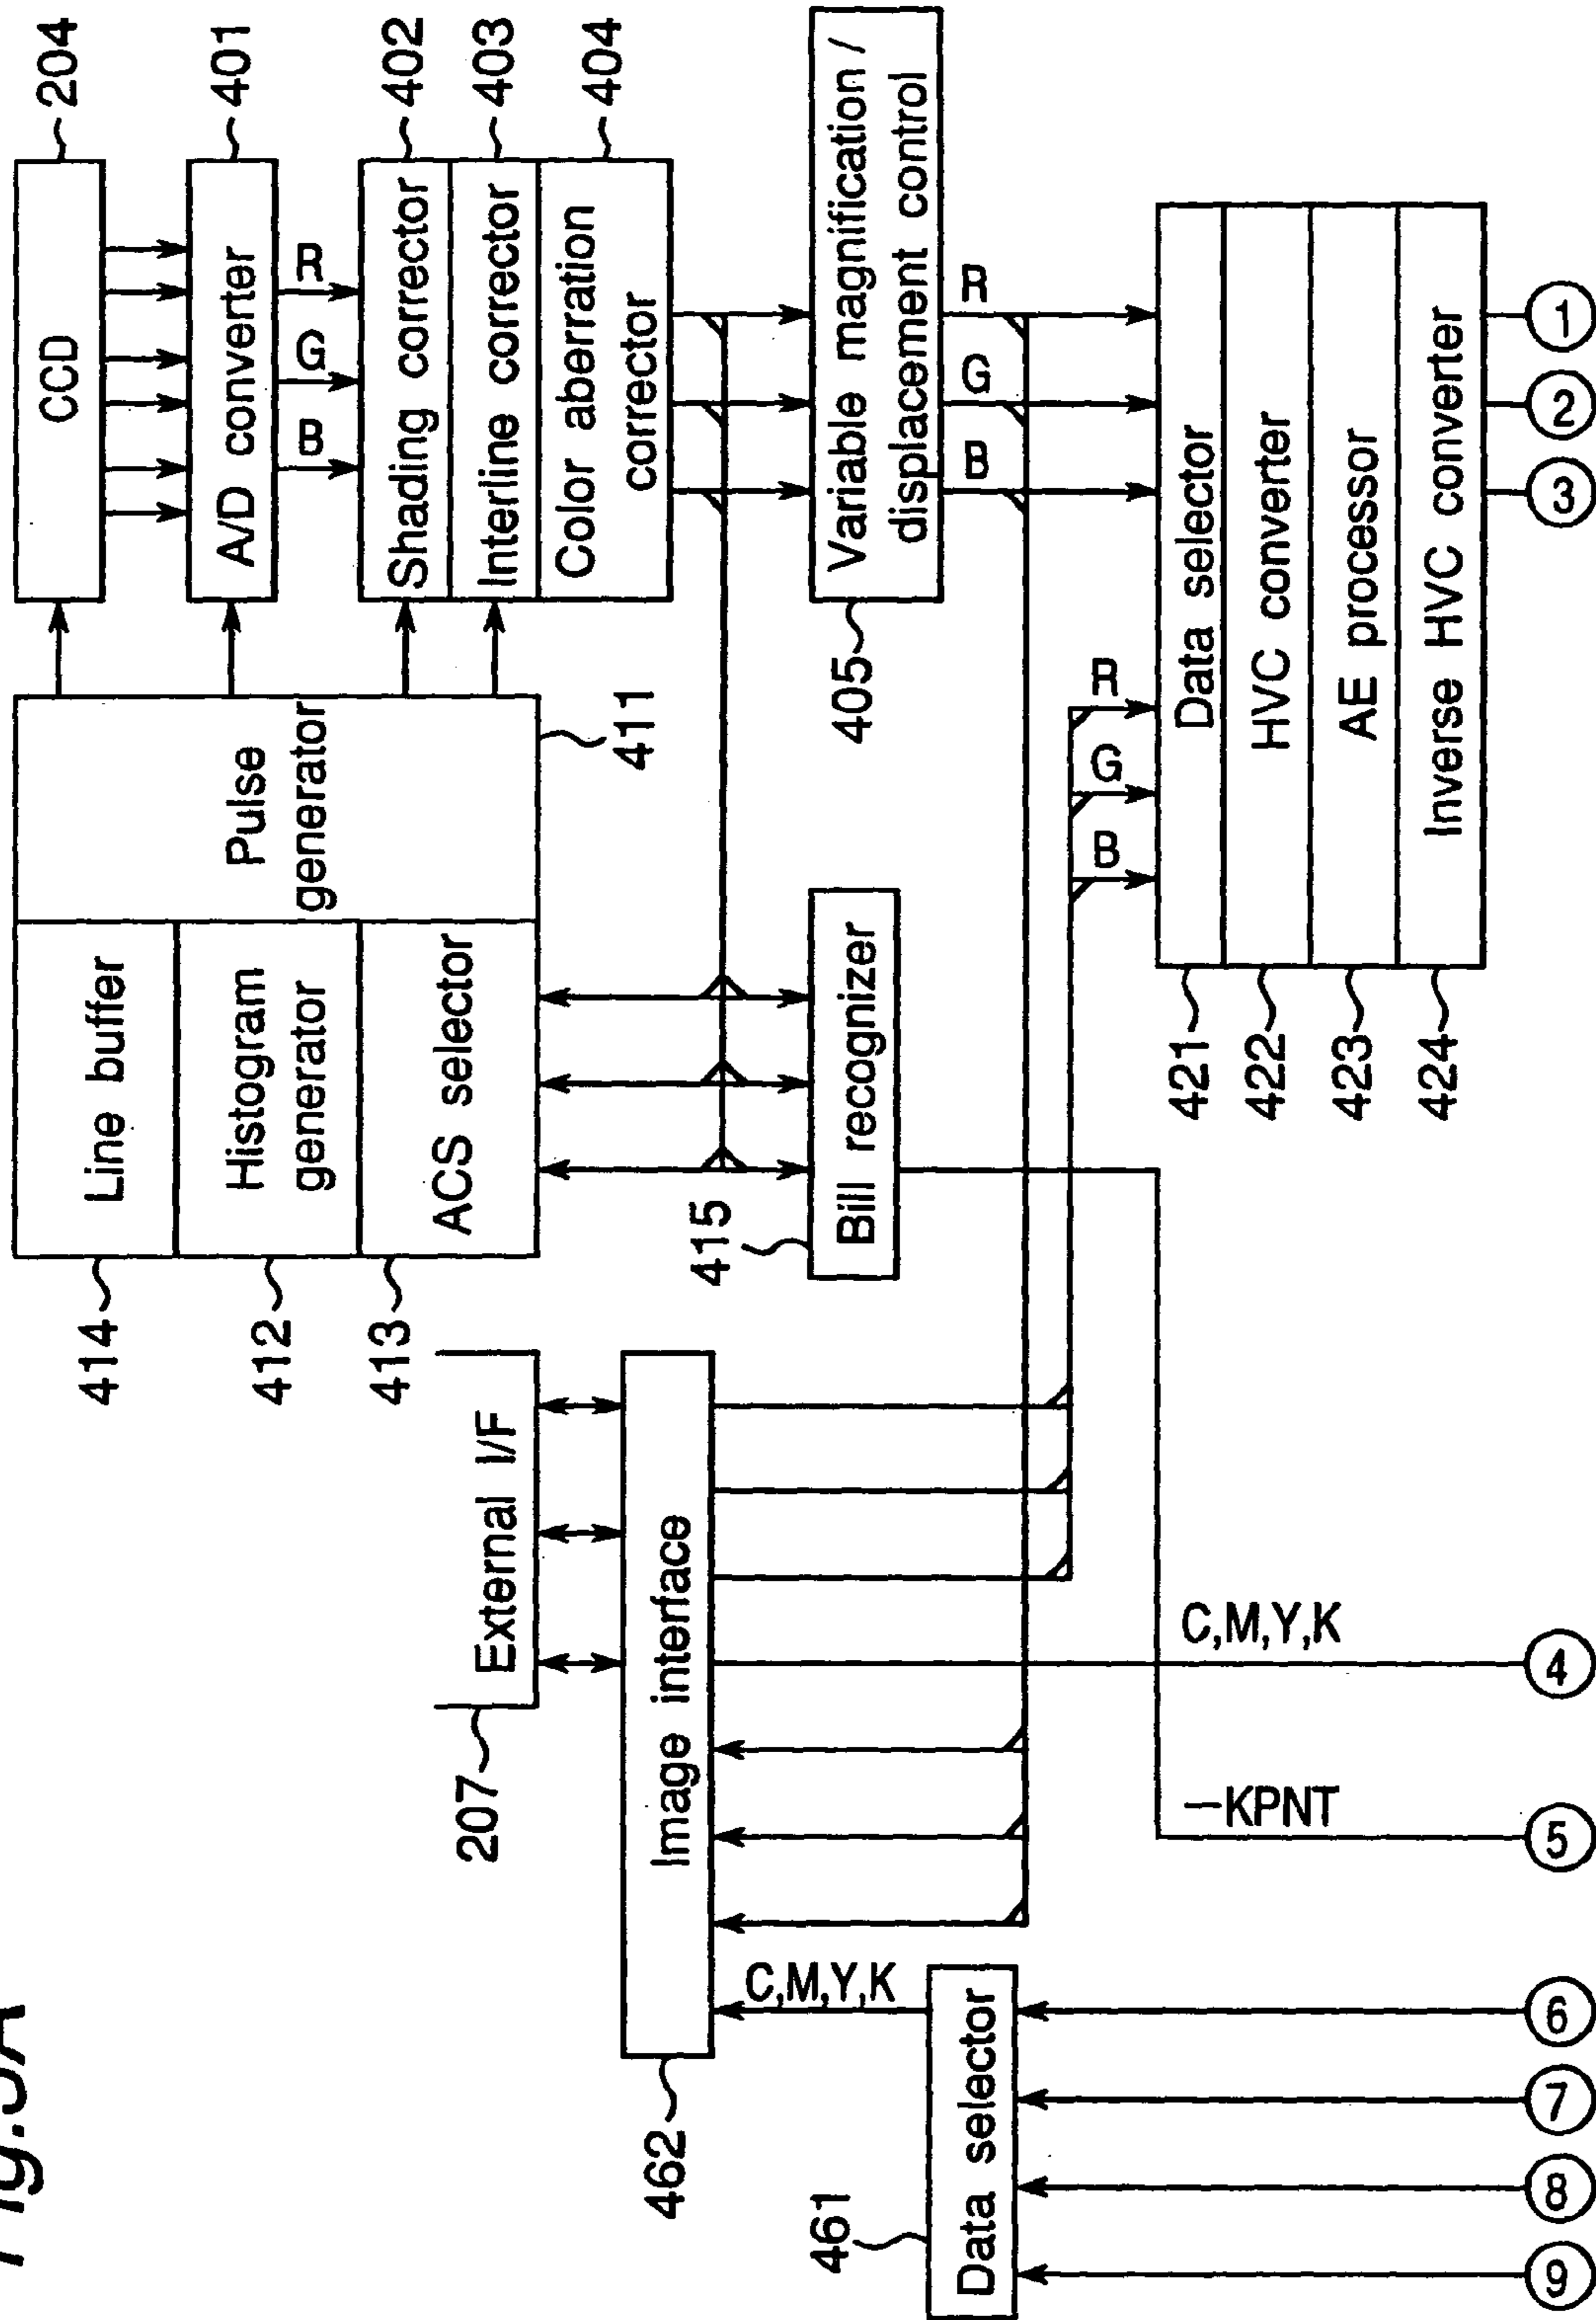 CCD
204
A/D converter
401
R
G
B
Shading corrector
402
Interline corrector
403
Color aberration
corrector
404
Variable magnification /
displacement control
405
R
G
B
Pulse
generator
411
Line buffer
414
Histogram
generator
412
ACS selector
413
Bill recognizer
415
External I/F
207
Image interface
462
R
G
B
Data selector
421
HVC converter
422
AE processor
423
Inverse HVC converter
424
C,M,Y,K
–KPNT
C,M,Y,K
Data selector
461
1
2
3
4
5
6
7
8
9